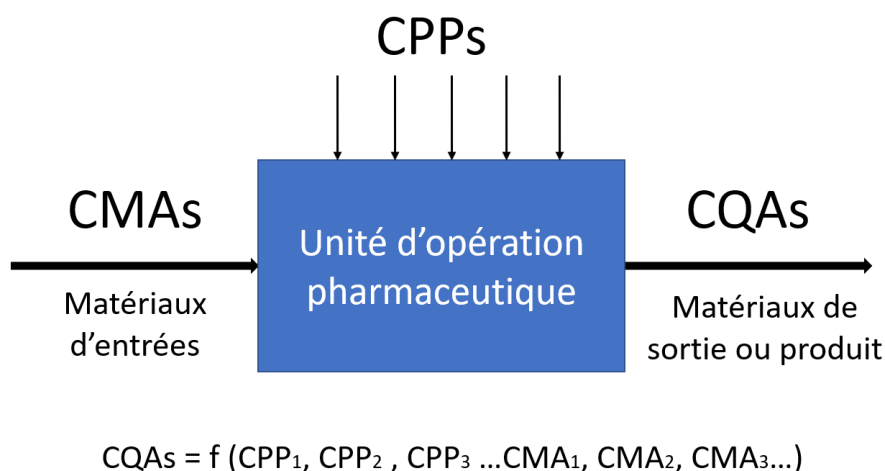 CPPs
CMAs
Matériaux
d'entrées
Unité d'opération
pharmaceutique
CQAs
Matériaux de
sortie ou produit
CQAs = f (CPP₁, CPP₂ , CPP₃ ...CMA₁, CMA₂, CMA₃...)